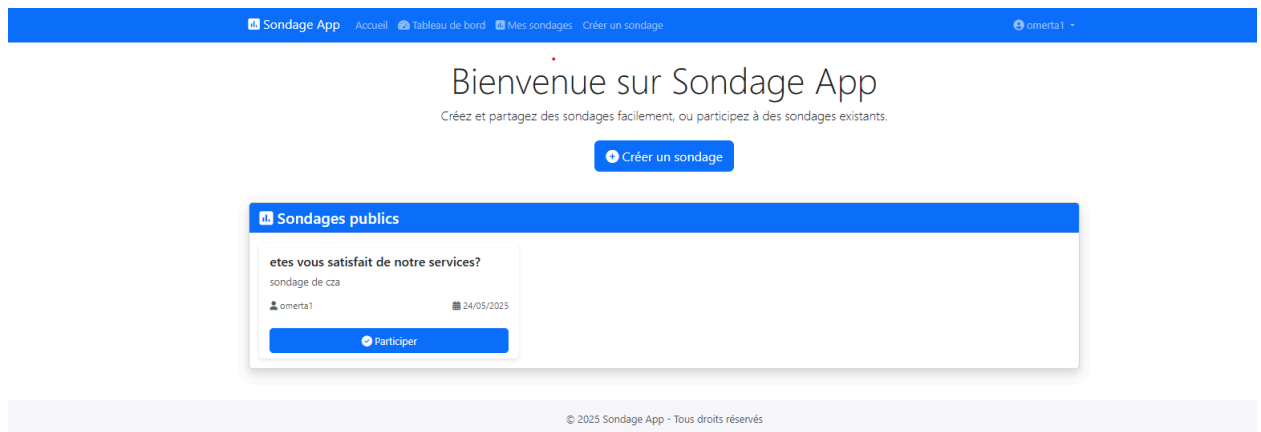 Sondage App Accueil Tableau de bord Mes sondages Créer un sondage omerta1
Bienvenue sur Sondage App
Créez et partagez des sondages facilement, ou participez à des sondages existants.
Créer un sondage
Sondages publics
etes vous satisfait de notre services?
sondage de cza
omerta1 24/05/2025
Participer
© 2025 Sondage App - Tous droits réservés